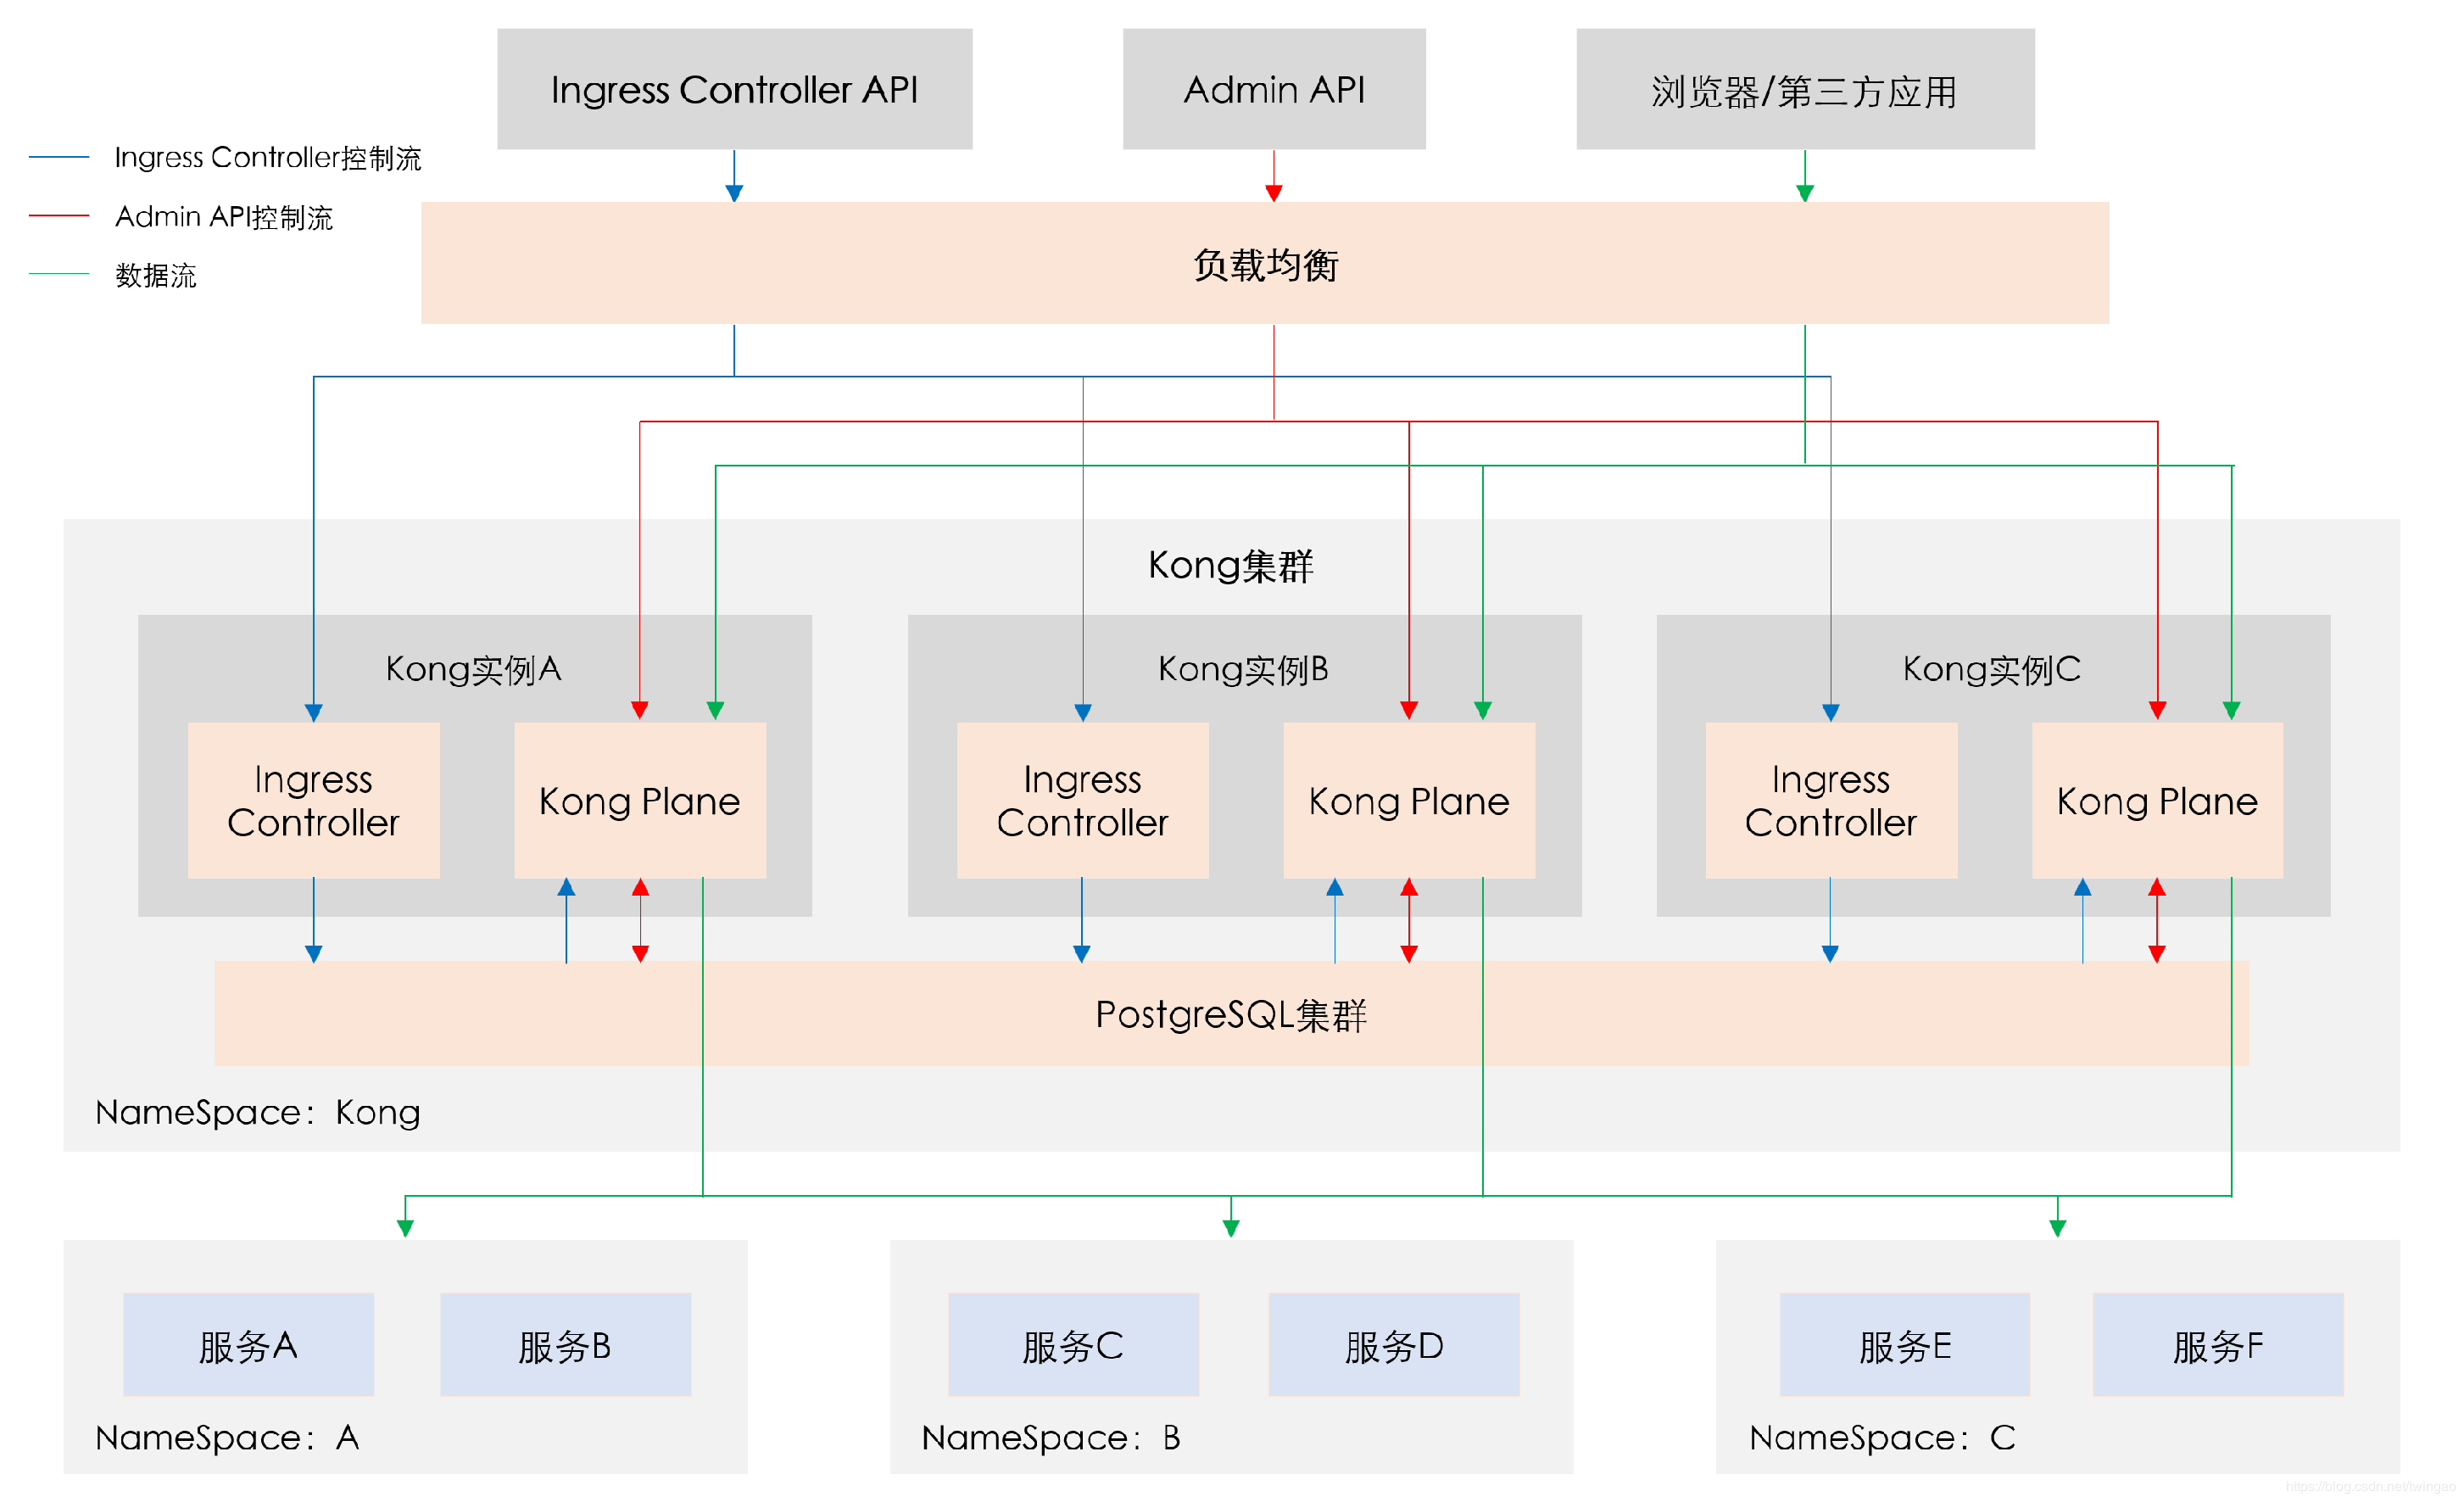 Ingress Controller API
Admin API
浏览器/第三方应用
Ingress Controller控制流
Admin API控制流
数据流
负载均衡
Kong集群
Kong实例A
Kong实例B
Kong实例C
Ingress
Controller
Kong Plane
Ingress
Controller
Kong Plane
Ingress
Controller
Kong Plane
PostgreSQL集群
NameSpace：Kong
服务A
服务B
服务C
服务D
服务E
服务F
NameSpace：A
NameSpace：B
NameSpace：C
https://blog.csdn.net/twingao